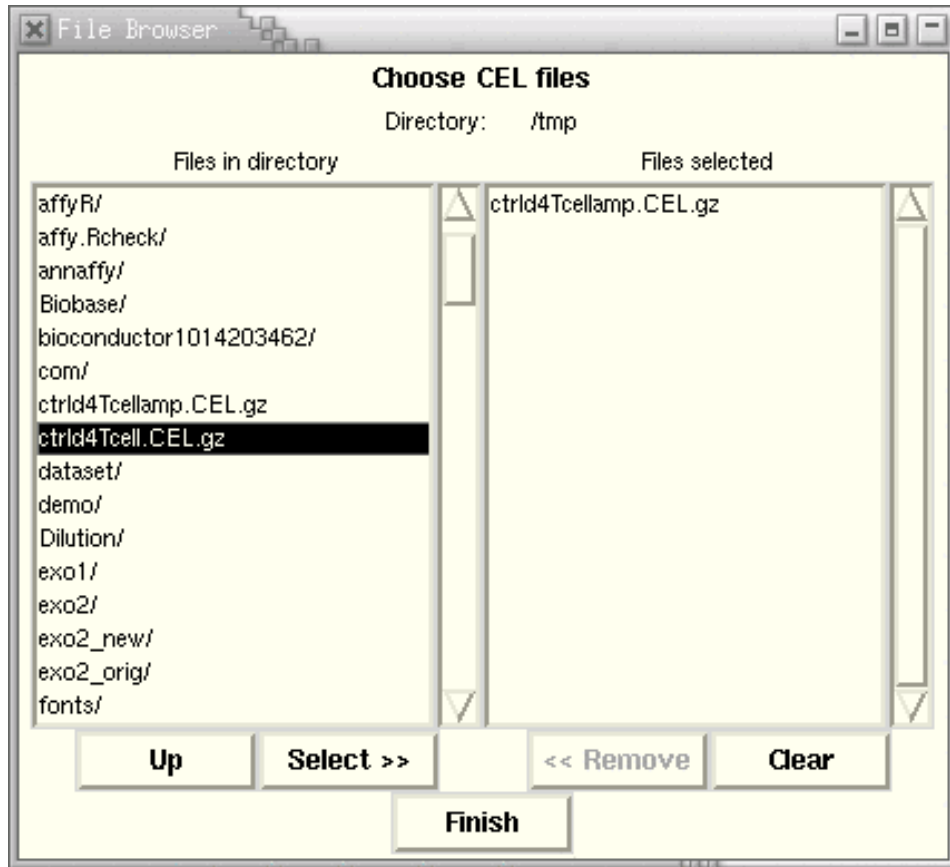 File Browser
Choose CEL files
Directory: /tmp
Files in directory
Files selected
affyR/
affy.Rcheck/
annaffy/
Biobase/
bioconductor1014203462/
com/
ctrld4Tcellamp.CEL.gz
ctrld4Tcell.CEL.gz
dataset/
demo/
Dilution/
exo1/
exo2/
exo2_new/
exo2_orig/
fonts/
ctrld4Tcellamp.CEL.gz
Up
Select >>
<< Remove
Clear
Finish